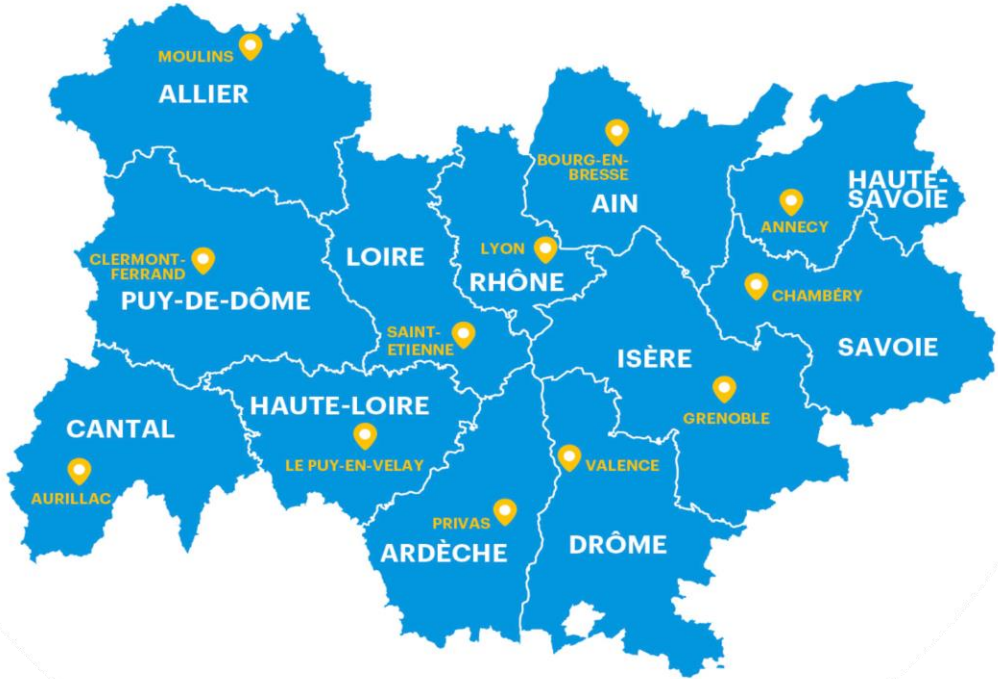 MOULINS
ALLIER
BOURG-EN-
BRESSE
AIN
HAUTE-
SAVOIE
ANNECY
CLERMONT-
FERRAND
PUY-DE-DÔME
LOIRE
LYON
RHÔNE
CHAMBÉRY
SAVOIE
SAINT-
ETIENNE
ISÈRE
GRENOBLE
HAUTE-LOIRE
LE PUY-EN-VELAY
CANTAL
AURILLAC
VALENCE
PRIVAS
ARDÈCHE
DRÔME